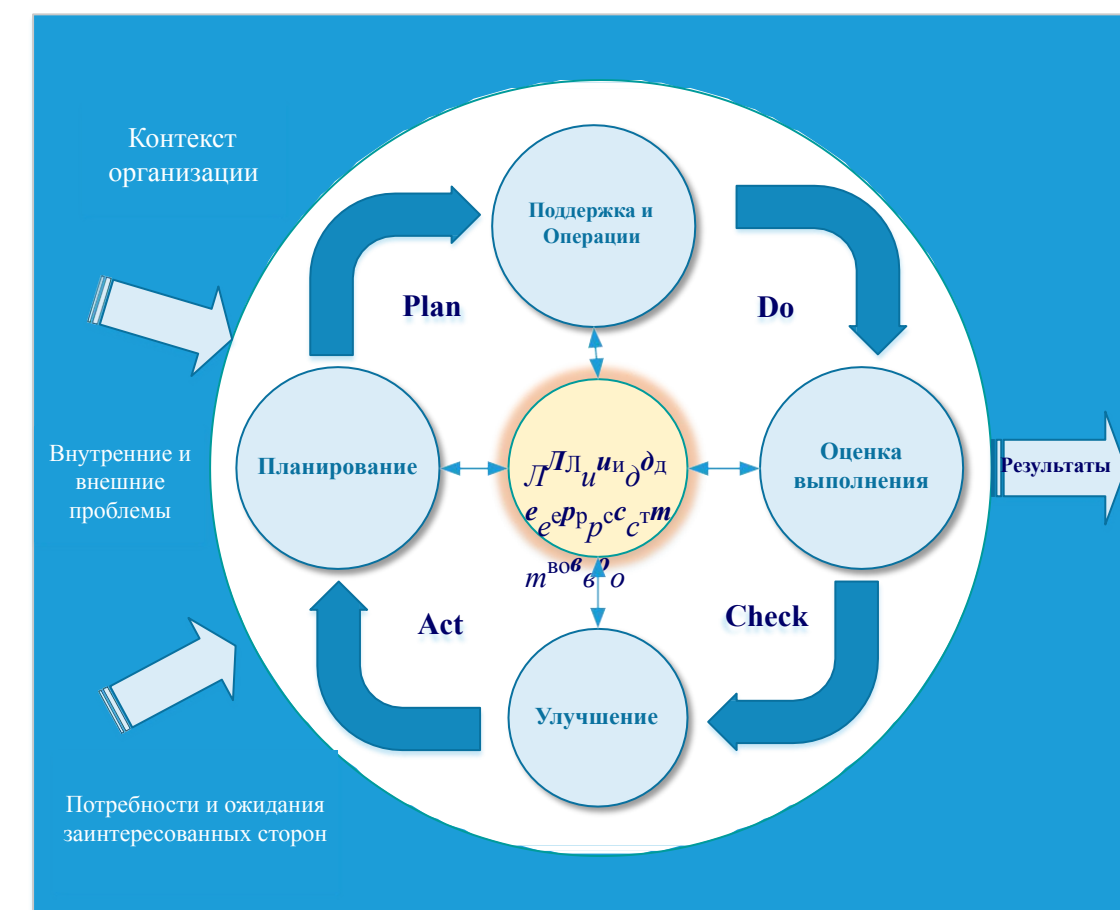 Контекст
организации
Поддержка и
Операции
Plan
Do
Внутренние и
внешние
проблемы
Планирование
Лидерство
Оценка
выполнения
Результаты
Act
Check
Улучшение
Потребности и ожидания
заинтересованных сторон